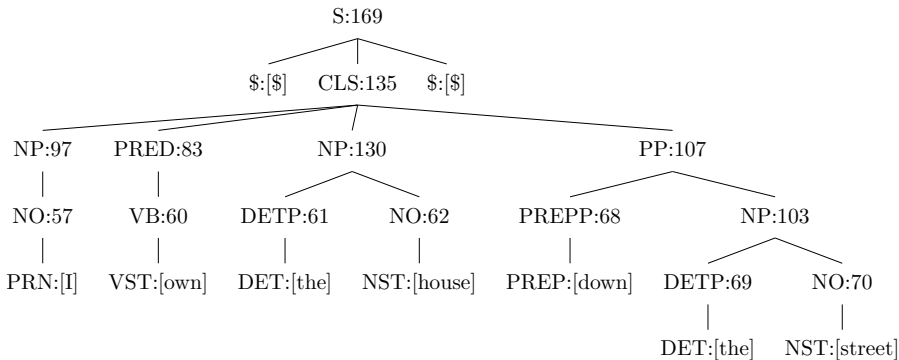 S:169
$:[$] CLS:135 $:[$]
NP:97 PRED:83 NP:130 PP:107
NO:57 VB:60 DETP:61 NO:62 PREPP:68 NP:103
PRN:[I] VST:[own] DET:[the] NST:[house] PREP:[down] DETP:69 NO:70
DET:[the] NST:[street]